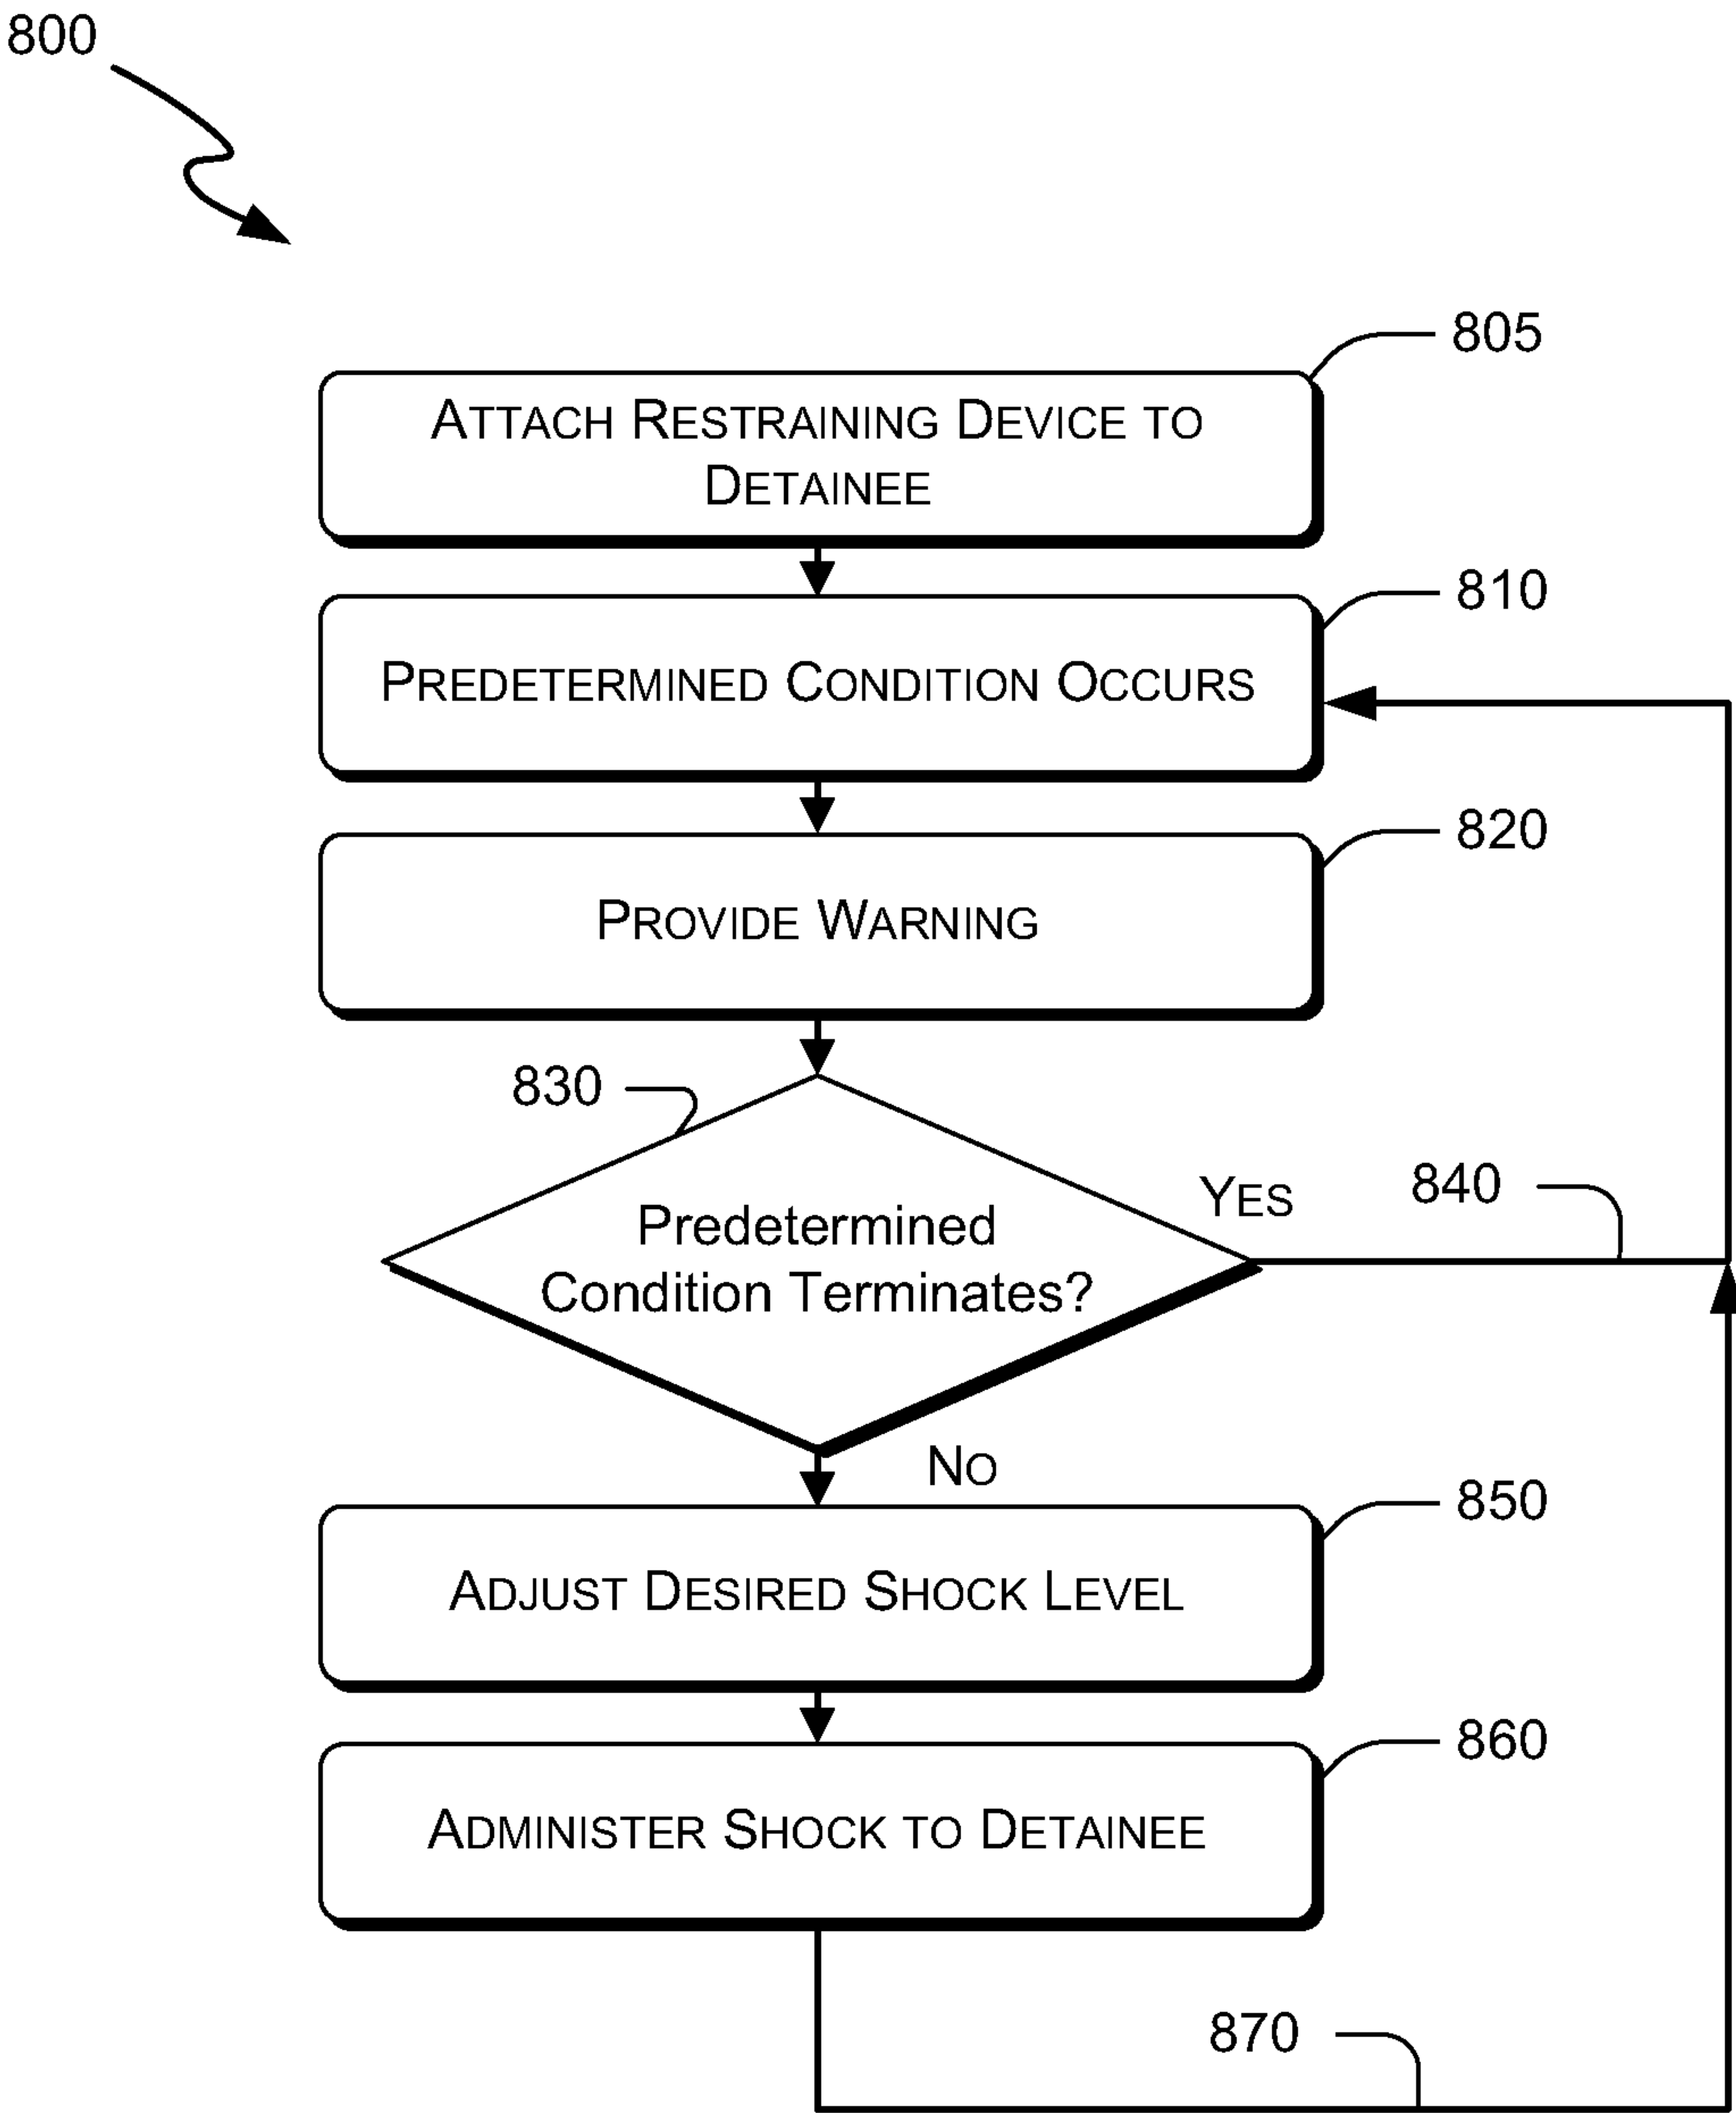 800
805
ATTACH RESTRAINING DEVICE TO
DETAINEE
810
PREDETERMINED CONDITION OCCURS
820
PROVIDE WARNING
830
Predetermined
Condition Terminates?
YES
840
NO
850
ADJUST DESIRED SHOCK LEVEL
860
ADMINISTER SHOCK TO DETAINEE
870